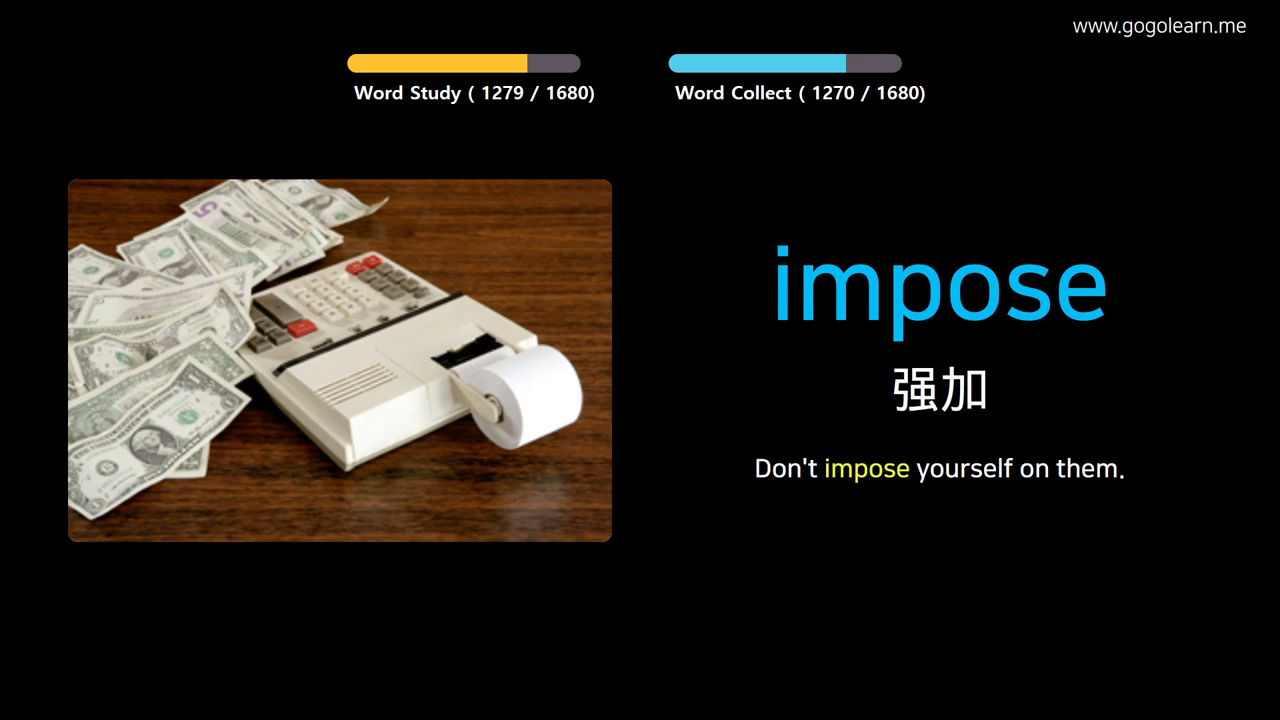 www.gogolearn.me
Word Study ( 1279 / 1680)
Word Collect ( 1270 / 1680)
impose
强加
Don't impose yourself on them.